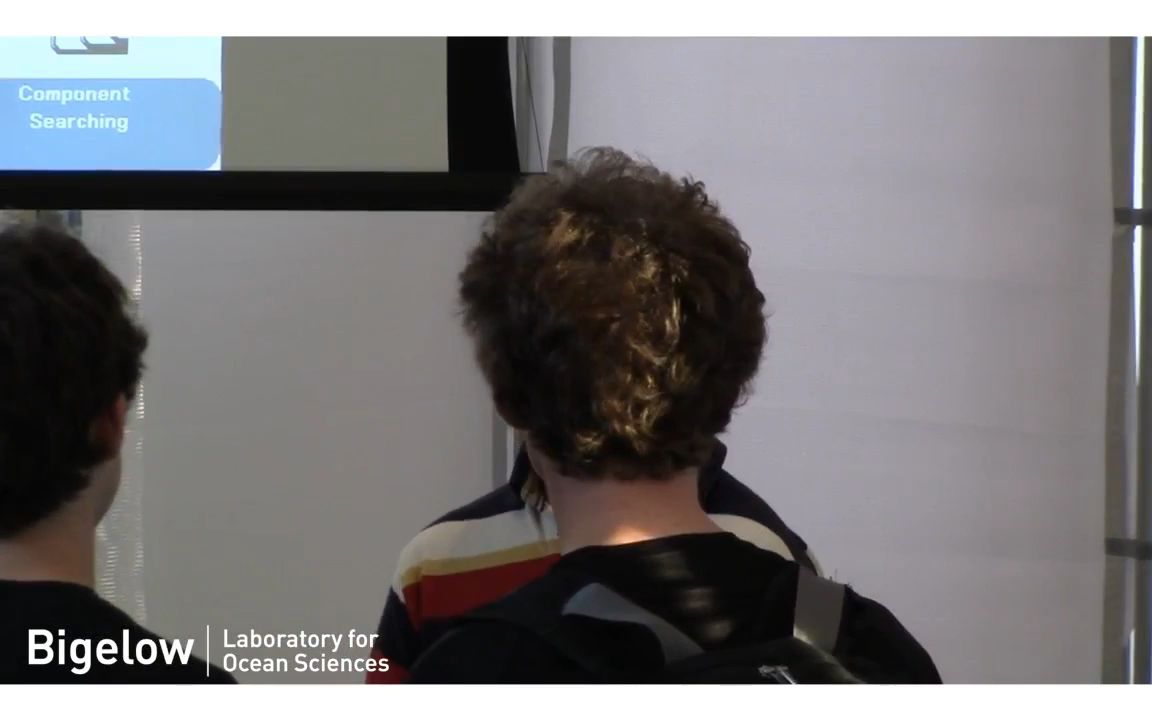 Component
Searching
Bigelow
Laboratory for
Ocean Sciences